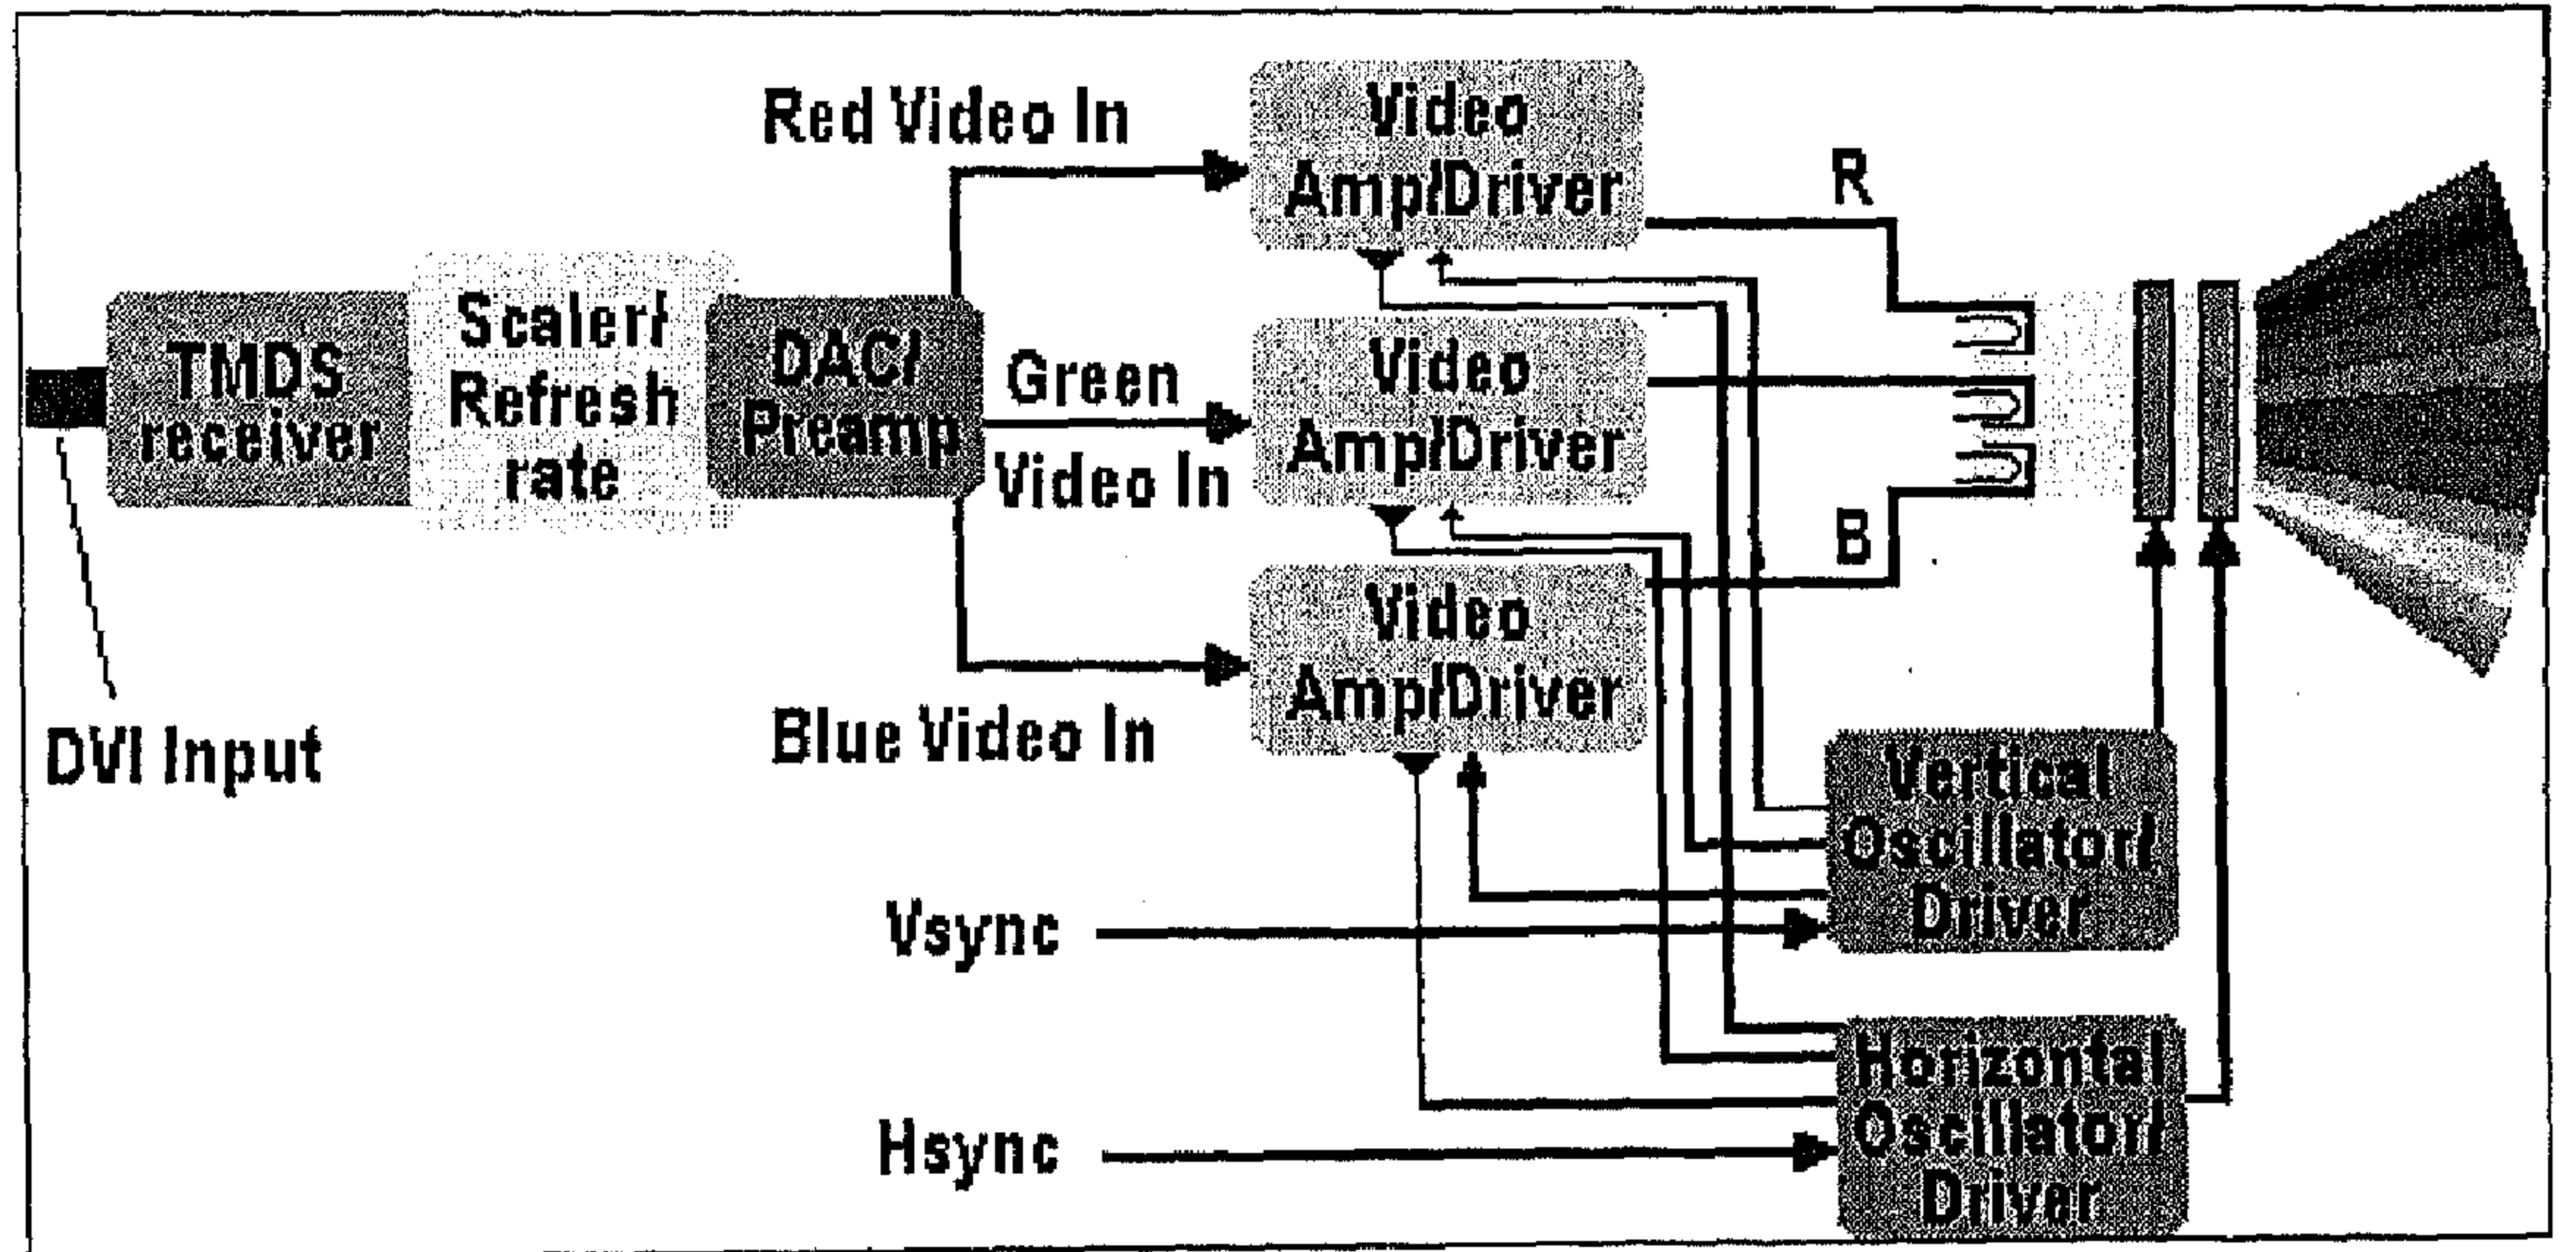 Red Video In
Video
Amp/Driver
R
TMDS
receiver
Scaler/
Refresh
rate
DAC/
Preamp
Green
Video In
Video
Amp/Driver
B
Video
Amp/Driver
Blue Video In
DVI Input
Vsync
Vertical
Oscillator/
Driver
Hsync
Horizontal
Oscillator/
Driver